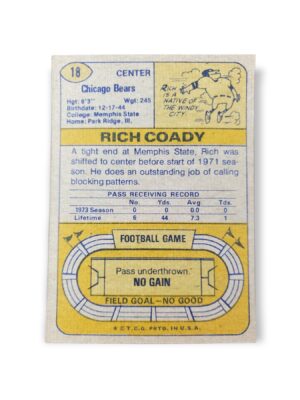 18
CENTER
Chicago Bears
Hgt: 6'3" Wgt: 245
Birthdate: 12-17-44
College: Memphis State
Home: Park Ridge, Ill.
RICH IS A NATIVE OF THE WINDY CITY.
RICH COADY
A tight end at Memphis State, Rich was
shifted to center before start of 1971 sea-
son. He does an outstanding job of calling
blocking patterns.
PASS RECEIVING RECORD
No. Yds. Avg Td.
1973 Season 0 0 0.0 0
Lifetime 6 44 7.3 1
FOOTBALL GAME
Pass underthrown.
NO GAIN
FIELD GOAL—NO GOOD
© T.C.G. PRTD. IN U.S.A.